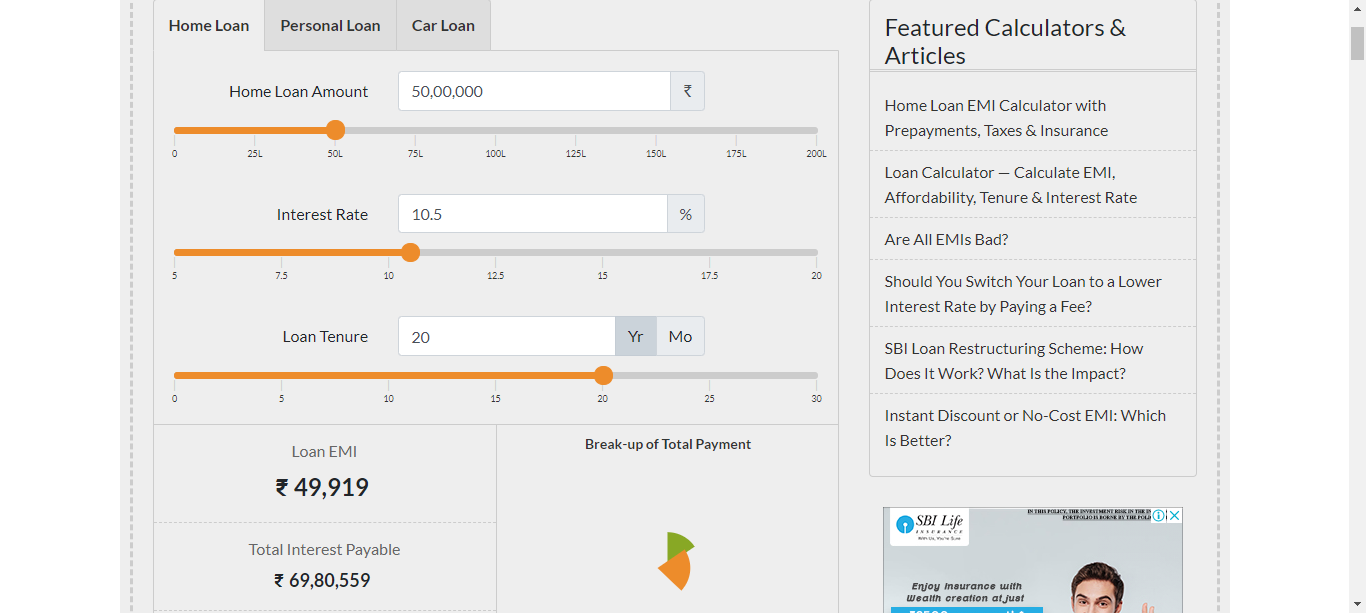 Home Loan
Personal Loan
Car Loan
Home Loan Amount
50,00,000
₹
0 25L 50L 75L 100L 125L 150L 175L 200L
Interest Rate
10.5
%
5 7.5 10 12.5 15 17.5 20
Loan Tenure
20
Yr
Mo
0 5 10 15 20 25 30
Loan EMI
₹ 49,919
Total Interest Payable
₹ 69,80,559
Break-up of Total Payment
Featured Calculators &
Articles
Home Loan EMI Calculator with
Prepayments, Taxes & Insurance
Loan Calculator — Calculate EMI,
Affordability, Tenure & Interest Rate
Are All EMIs Bad?
Should You Switch Your Loan to a Lower
Interest Rate by Paying a Fee?
SBI Loan Restructuring Scheme: How
Does It Work? What Is the Impact?
Instant Discount or No-Cost EMI: Which
Is Better?
SBI Life
INSURANCE
With Us, You're Sure
IN THIS POLICY, THE INVESTMENT RISK IN THE
PORTFOLIO IS BORNE BY THE
Enjoy insurance with
wealth creation at just